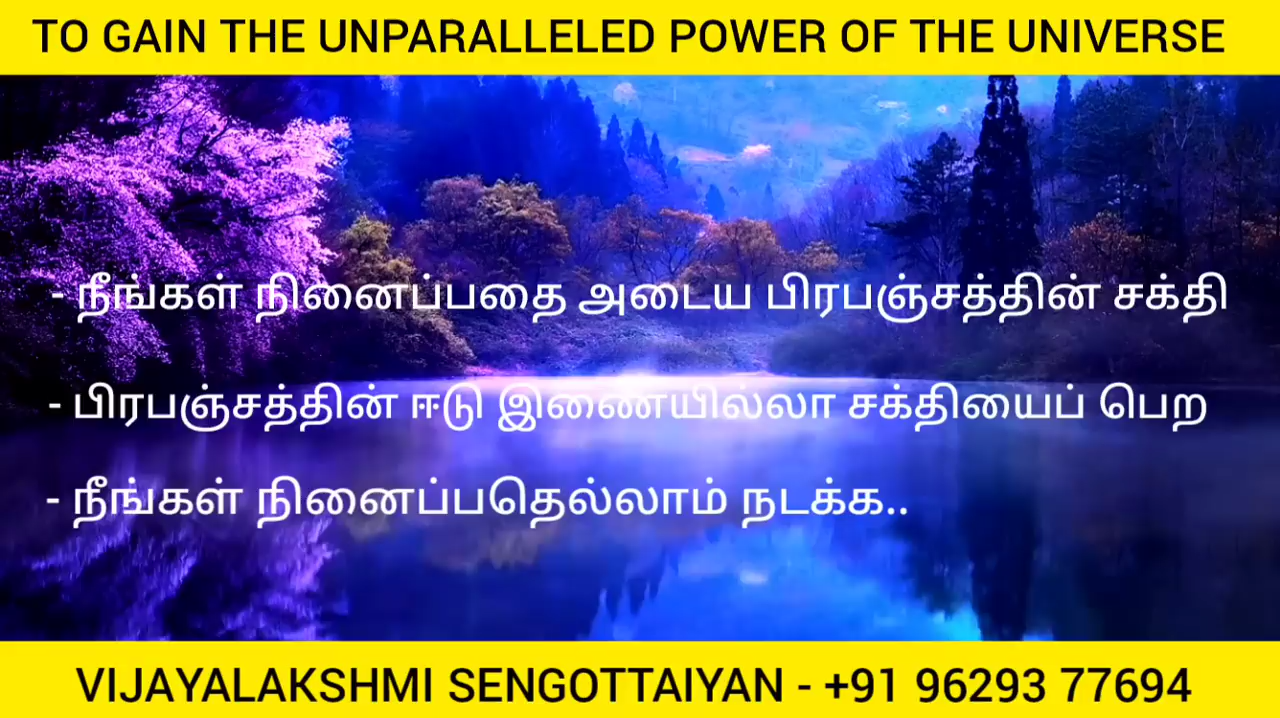 TO GAIN THE UNPARALLELED POWER OF THE UNIVERSE
- நீங்கள் நினைப்பதை அடைய பிரபஞ்சத்தின் சக்தி
- பிரபஞ்சத்தின் ஈடு இணையில்லா சக்தியைப் பெற
- நீங்கள் நினைப்பதெல்லாம் நடக்க..
VIJAYALAKSHMI SENGOTTAIYAN - +91 96293 77694